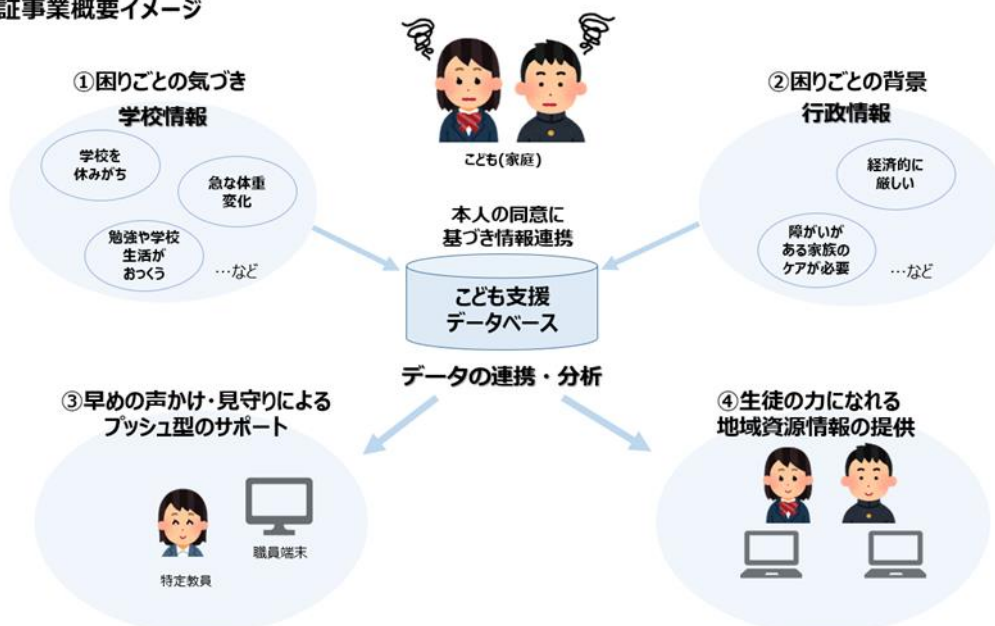 証事業概要イメージ
①困りごとの気づき
学校情報
学校を
休みがち
急な体重
変化
勉強や学校
生活が
おっくう
…など
こども(家庭)
②困りごとの背景
行政情報
経済的に
厳しい
障がいが
ある家族の
ケアが必要
…など
本人の同意に
基づき情報連携
こども支援
データベース
データの連携・分析
③早めの声かけ・見守りによる
プッシュ型のサポート
特定教員
職員端末
④生徒の力になれる
地域資源情報の提供